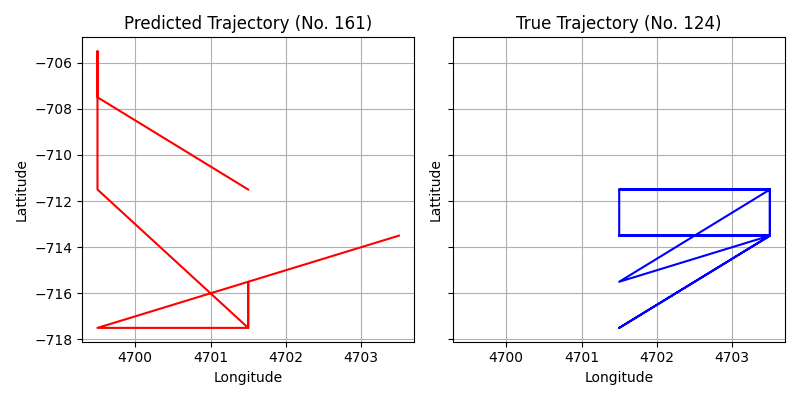 Predicted Trajectory (No. 161)
True Trajectory (No. 124)
Lattitude
−706
−708
−710
−712
−714
−716
−718
4700
4701
4702
4703
Longitude
Lattitude
4700
4701
4702
4703
Longitude